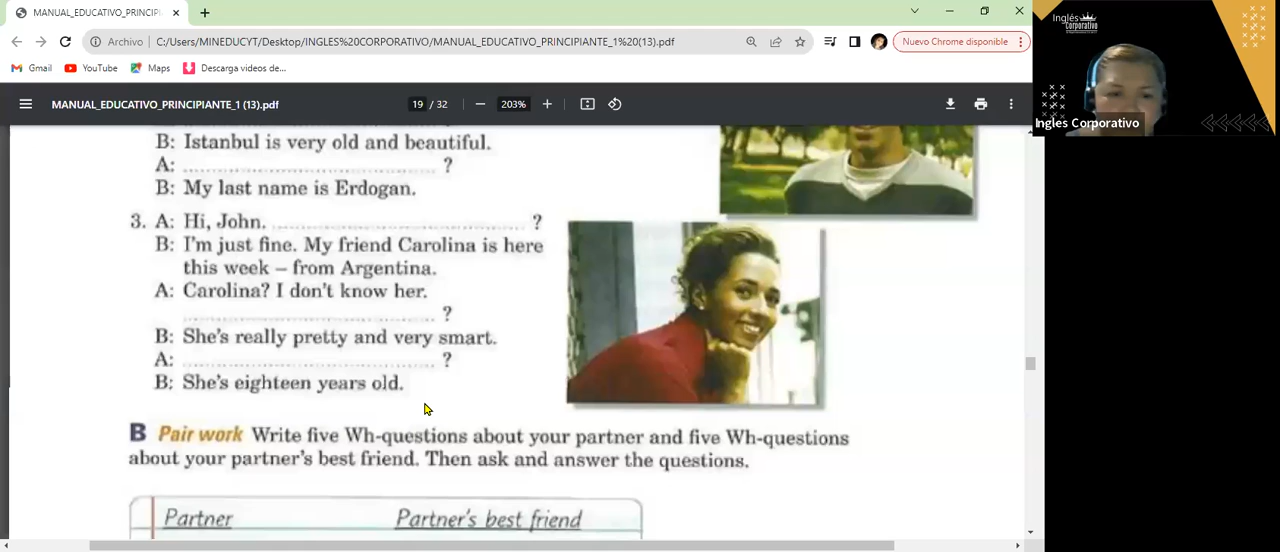 MANUAL_EDUCATIVO_PRINCIPI
Archivo
C:/Users/MINEDUCYT/Desktop/INGLES%20CORPORATIVO/MANUAL_EDUCATIVO_PRINCIPIANTE_1%20(13).pdf
Nuevo Chrome disponible
Gmail
YouTube
Maps
Descarga videos de...
MANUAL_EDUCATIVO_PRINCIPIANTE_1 (13).pdf
19 / 32
203%
Inglés
Corporativo
Ingles Corporativo
B: Istanbul is very old and beautiful.
A: ............................................ ?
B: My last name is Erdogan.
3. A: Hi, John. ............................................ ?
B: I'm just fine. My friend Carolina is here
this week – from Argentina.
A: Carolina? I don't know her.
............................................ ?
B: She's really pretty and very smart.
A: ............................................ ?
B: She's eighteen years old.
B Pair work Write five Wh-questions about your partner and five Wh-questions
about your partner's best friend. Then ask and answer the questions.
Partner
Partner's best friend